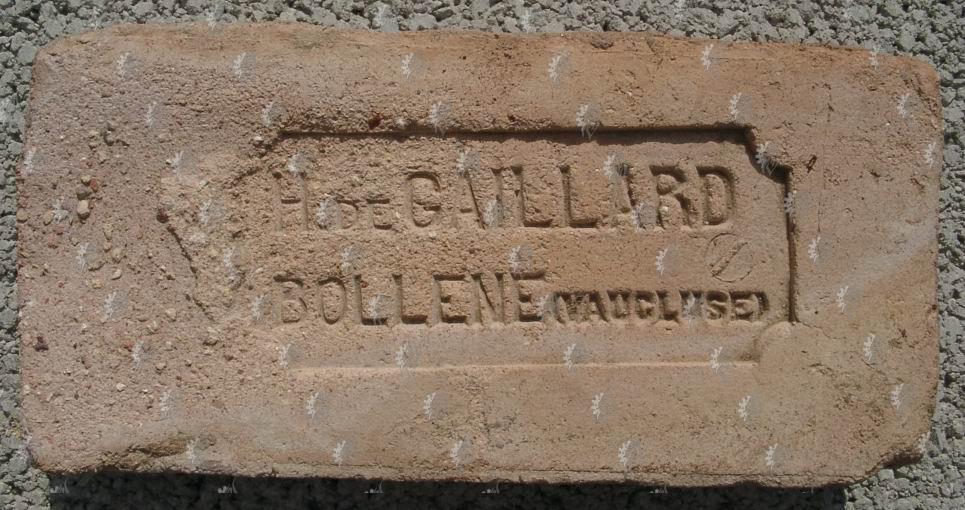 H DE GAILLARD
BOLLENE (VAUCLUSE)